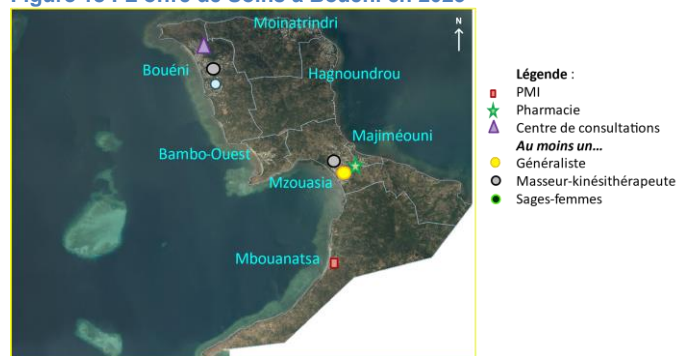 Moinatrindri
N
Bouéni
Hagnoundrou
Majiméouni
Bambo-Ouest
Mzouasia
Mbouanatsa
Légende :
PMI
Pharmacie
Centre de consultations
Au moins un...
Généraliste
Masseur-kinésithérapeute
Sages-femmes